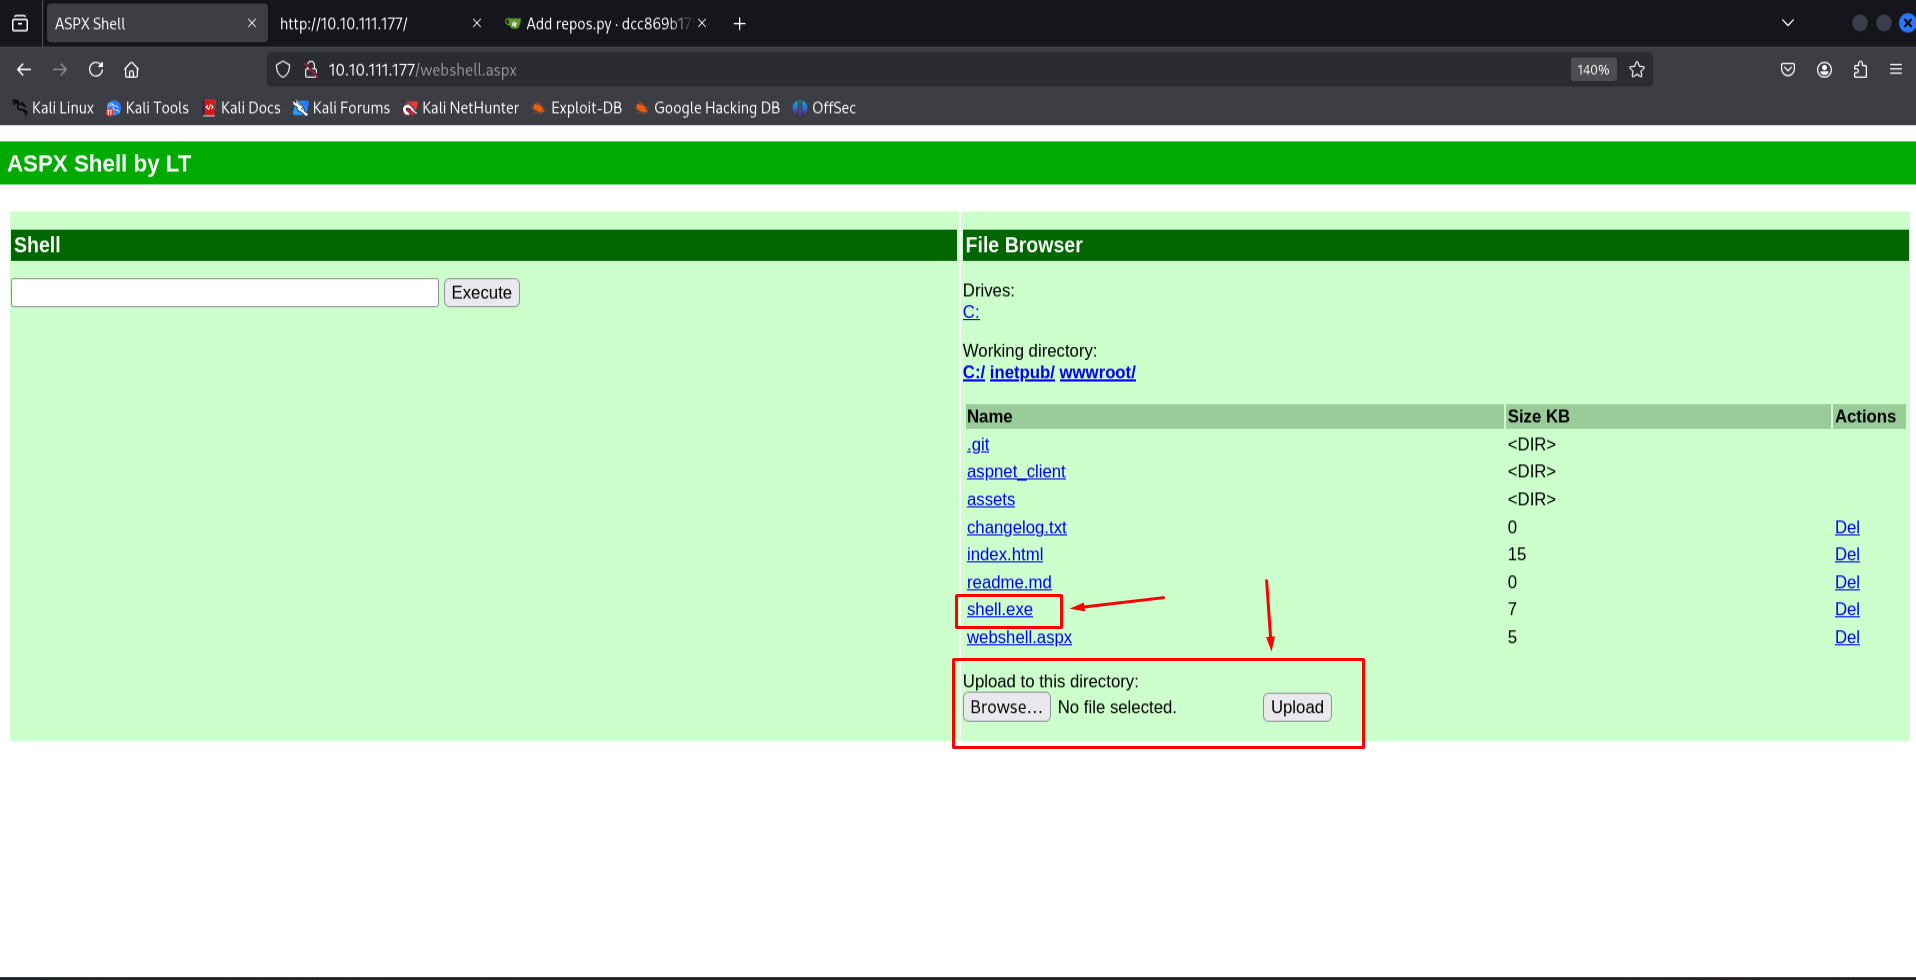 ASPX Shell
http://10.10.111.177/
Add repos.py · dcc869b17
10.10.111.177/webshell.aspx
140%
Kali Linux
Kali Tools
Kali Docs
Kali Forums
Kali NetHunter
Exploit-DB
Google Hacking DB
OffSec
ASPX Shell by LT
Shell
Execute
File Browser
Drives:
C:
Working directory:
C:/ inetpub/ wwwroot/
Name Size KB Actions
.git <DIR>
aspnet_client <DIR>
assets <DIR>
changelog.txt 0 Del
index.html 15 Del
readme.md 0 Del
shell.exe 7 Del
webshell.aspx 5 Del
Upload to this directory:
Browse... No file selected. Upload